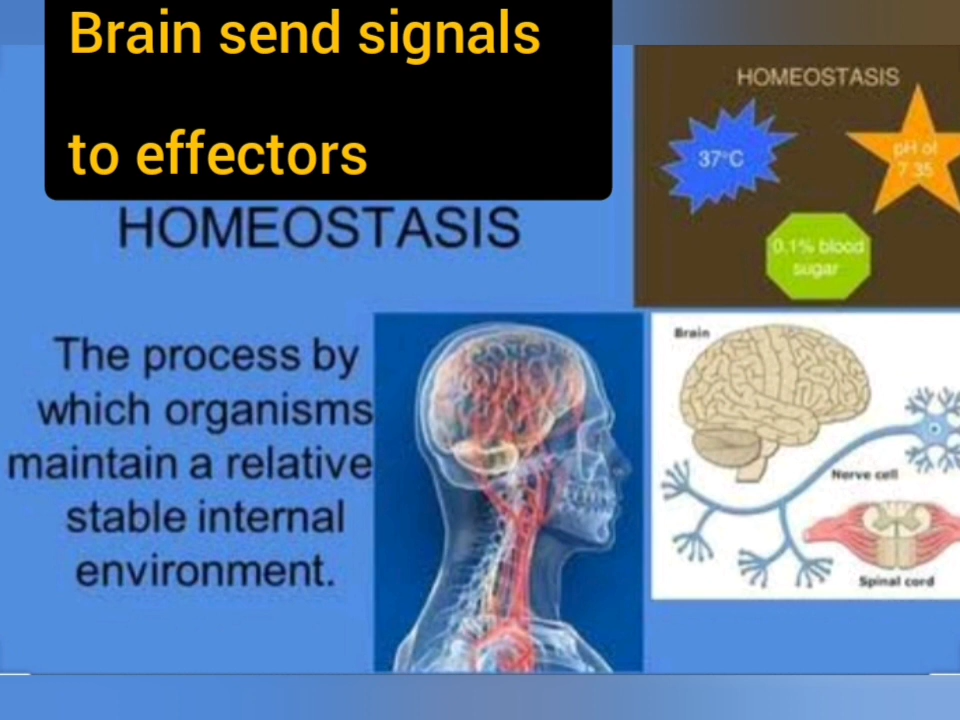 Brain send signals
to effectors
HOMEOSTASIS
The process by
which organisms
maintain a relative
stable internal
environment.
HOMEOSTASIS
37°C
pH of
7.35
0.1% blood
sugar
Brain
Nerve cell
Spinal cord